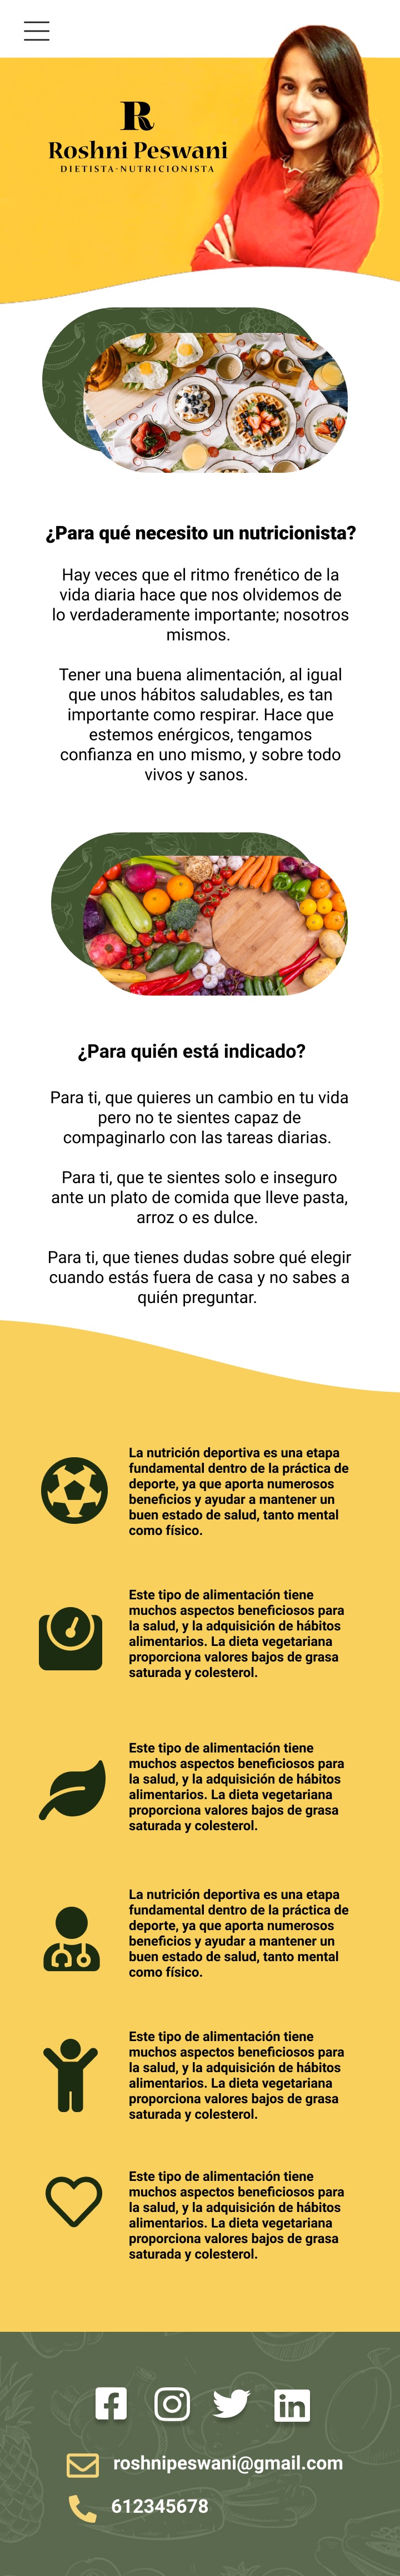 R
Roshni Peswani
DIETISTA-NUTRICIONISTA
¿Para qué necesito un nutricionista?
Hay veces que el ritmo frenético de la
vida diaria hace que nos olvidemos de
lo verdaderamente importante; nosotros
mismos.
Tener una buena alimentación, al igual
que unos hábitos saludables, es tan
importante como respirar. Hace que
estemos enérgicos, tengamos
confianza en uno mismo, y sobre todo
vivos y sanos.
¿Para quién está indicado?
Para ti, que quieres un cambio en tu vida
pero no te sientes capaz de
compaginarlo con las tareas diarias.
Para ti, que te sientes solo e inseguro
ante un plato de comida que lleve pasta,
arroz o es dulce.
Para ti, que tienes dudas sobre qué elegir
cuando estás fuera de casa y no sabes a
quién preguntar.
La nutrición deportiva es una etapa
fundamental dentro de la práctica de
deporte, ya que aporta numerosos
beneficios y ayudar a mantener un
buen estado de salud, tanto mental
como físico.
Este tipo de alimentación tiene
muchos aspectos beneficiosos para
la salud, y la adquisición de hábitos
alimentarios. La dieta vegetariana
proporciona valores bajos de grasa
saturada y colesterol.
Este tipo de alimentación tiene
muchos aspectos beneficiosos para
la salud, y la adquisición de hábitos
alimentarios. La dieta vegetariana
proporciona valores bajos de grasa
saturada y colesterol.
La nutrición deportiva es una etapa
fundamental dentro de la práctica de
deporte, ya que aporta numerosos
beneficios y ayudar a mantener un
buen estado de salud, tanto mental
como físico.
Este tipo de alimentación tiene
muchos aspectos beneficiosos para
la salud, y la adquisición de hábitos
alimentarios. La dieta vegetariana
proporciona valores bajos de grasa
saturada y colesterol.
Este tipo de alimentación tiene
muchos aspectos beneficiosos para
la salud, y la adquisición de hábitos
alimentarios. La dieta vegetariana
proporciona valores bajos de grasa
saturada y colesterol.
roshnipeswani@gmail.com
612345678